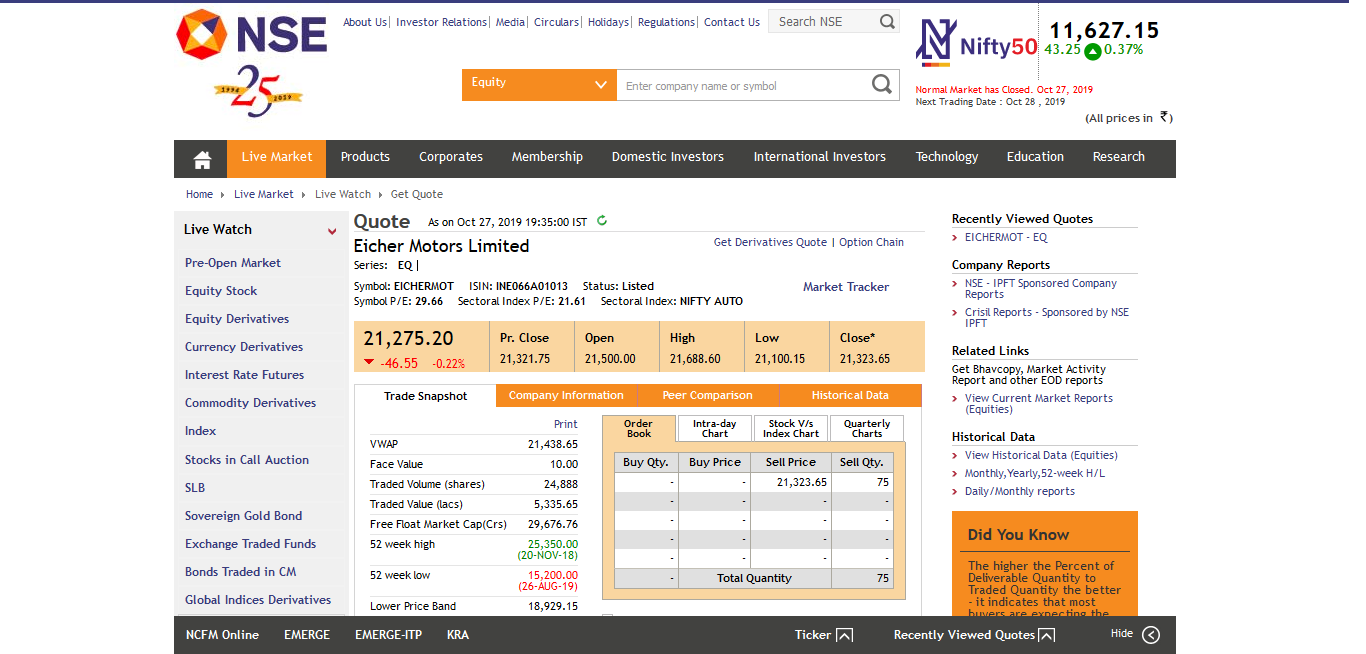 NSE
1994 25 2019
About Us| Investor Relations| Media| Circulars| Holidays| Regulations| Contact Us
Search NSE
Equity
Enter company name or symbol
Nifty50
11,627.15
43.25 0.37%
Normal Market has Closed. Oct 27, 2019
Next Trading Date : Oct 28 , 2019
(All prices in ₹)
Live Market Products Corporates Membership Domestic Investors International Investors Technology Education Research
Home Live Market Live Watch Get Quote
Live Watch
Pre-Open Market
Equity Stock
Equity Derivatives
Currency Derivatives
Interest Rate Futures
Commodity Derivatives
Index
Stocks in Call Auction
SLB
Sovereign Gold Bond
Exchange Traded Funds
Bonds Traded in CM
Global Indices Derivatives
Quote As on Oct 27, 2019 19:35:00 IST
Eicher Motors Limited
Get Derivatives Quote | Option Chain
Series: EQ |
Symbol: EICHERMOT ISIN: INE066A01013 Status: Listed
Market Tracker
Symbol P/E: 29.66 Sectoral Index P/E: 21.61 Sectoral Index: NIFTY AUTO
21,275.20
-46.55 -0.22%
Pr. Close Open High Low Close*
21,321.75 21,500.00 21,688.60 21,100.15 21,323.65
Trade Snapshot Company Information Peer Comparison Historical Data
Print
VWAP 21,438.65
Face Value 10.00
Traded Volume (shares) 24,888
Traded Value (lacs) 5,335.65
Free Float Market Cap(Crs) 29,676.76
52 week high 25,350.00
(20-NOV-18)
52 week low 15,200.00
(26-AUG-19)
Lower Price Band 18,929.15
Order
Book
Intra-day
Chart
Stock V/s
Index Chart
Quarterly
Charts
Buy Qty. Buy Price Sell Price Sell Qty.
- - 21,323.65 75
- - - -
- - - -
- - - -
- - - -
- Total Quantity 75
Recently Viewed Quotes
EICHERMOT - EQ
Company Reports
NSE - IPFT Sponsored Company
Reports
Crisil Reports - Sponsored by NSE
IPFT
Related Links
Get Bhavcopy, Market Activity
Report and other EOD reports
View Current Market Reports
(Equities)
Historical Data
View Historical Data (Equities)
Monthly,Yearly,52-week H/L
Daily/Monthly reports
Did You Know
The higher the Percent of
Deliverable Quantity to
Traded Quantity the better
- it indicates that most
buyers are expecting the
NCFM Online EMERGE EMERGE-ITP KRA Ticker Recently Viewed Quotes Hide